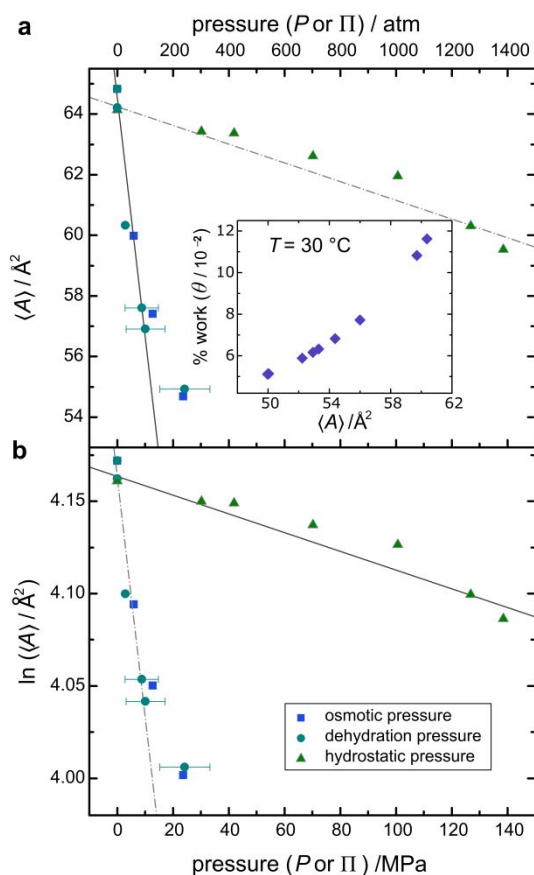 pressure (P or Π) / atm
0 200 400 600 800 1000 1200 1400
a
64
62
60
58
56
54
⟨A⟩ / Å²
12
10
8
6
% work (θ / 10⁻²)
T = 30 °C
50 54 58 62
⟨A⟩ /Å²
b
4.15
4.10
4.05
4.00
ln (⟨A⟩ / Å²)
osmotic pressure
dehydration pressure
hydrostatic pressure
0 20 40 60 80 100 120 140
pressure (P or Π) /MPa